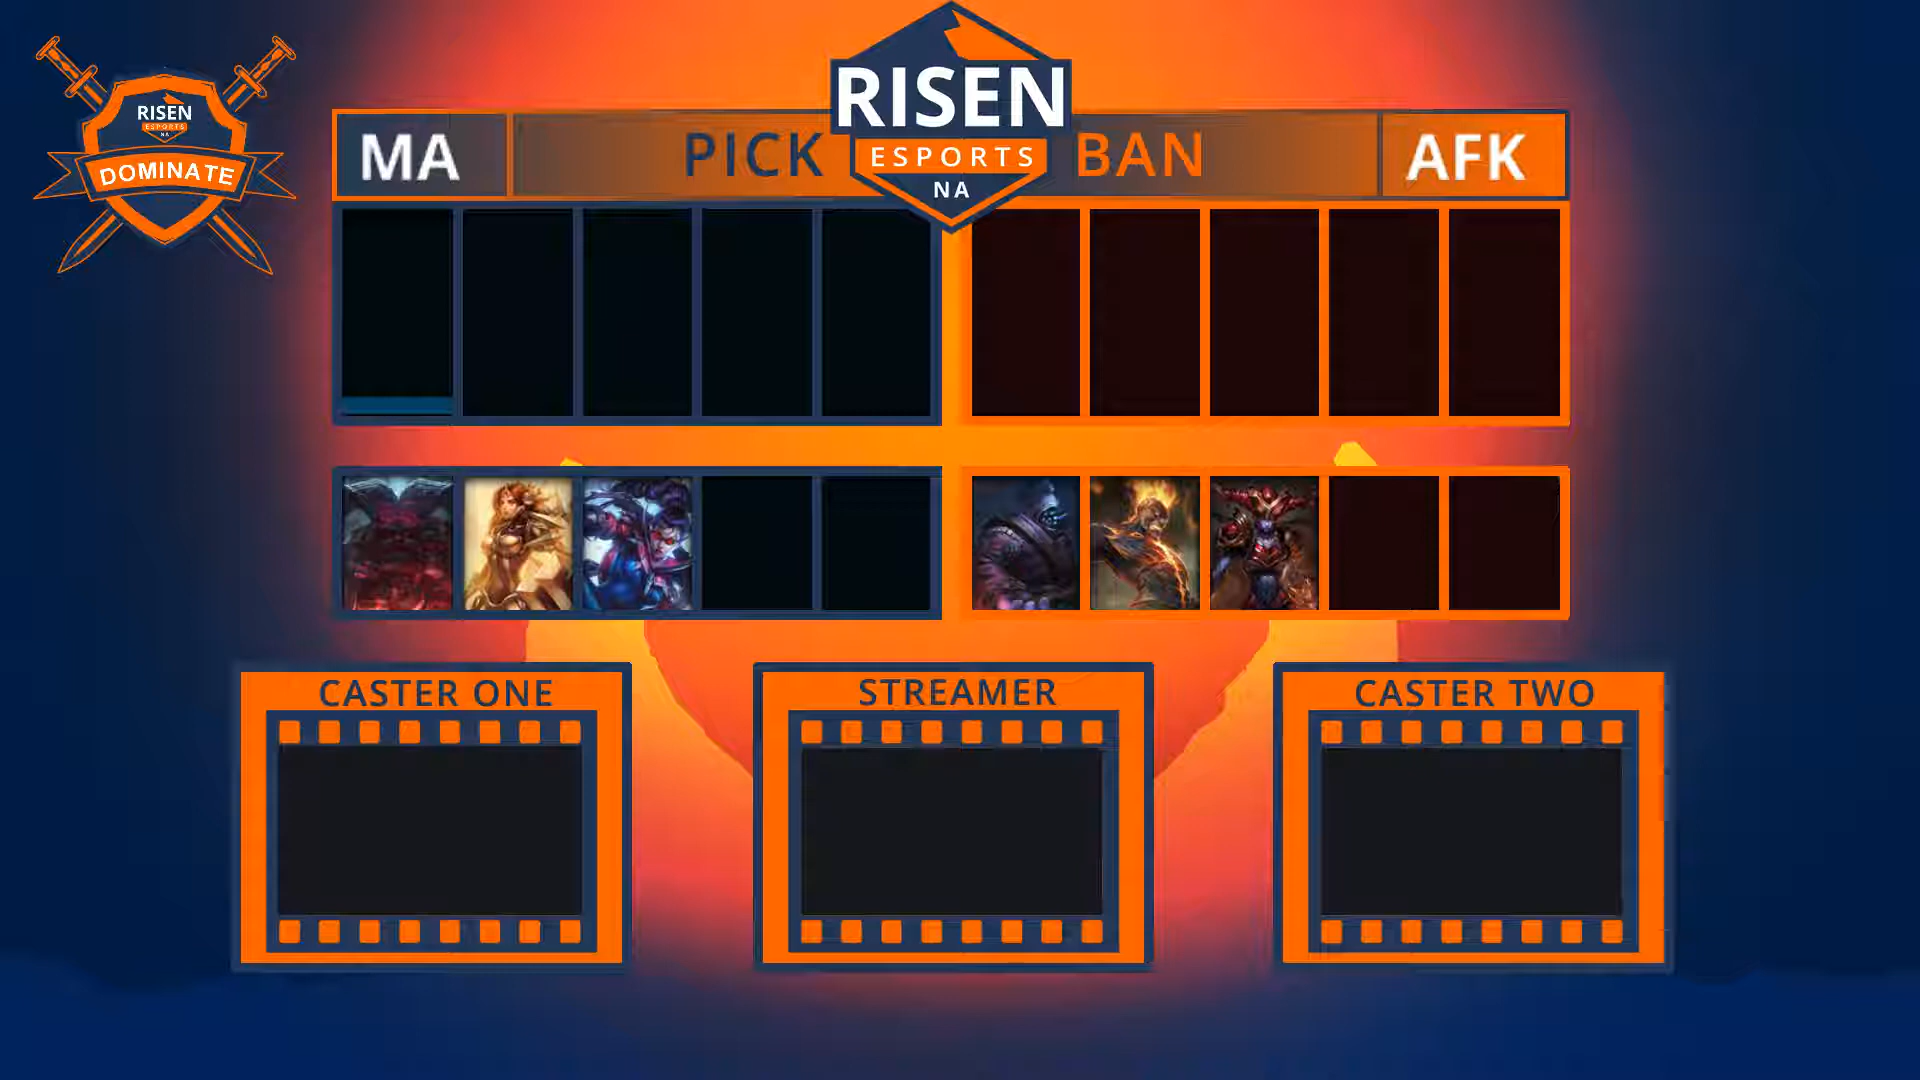 RISEN
ESPORTS
NA
DOMINATE
MA
PICK
RISEN
ESPORTS
NA
BAN
AFK
CASTER ONE
STREAMER
CASTER TWO